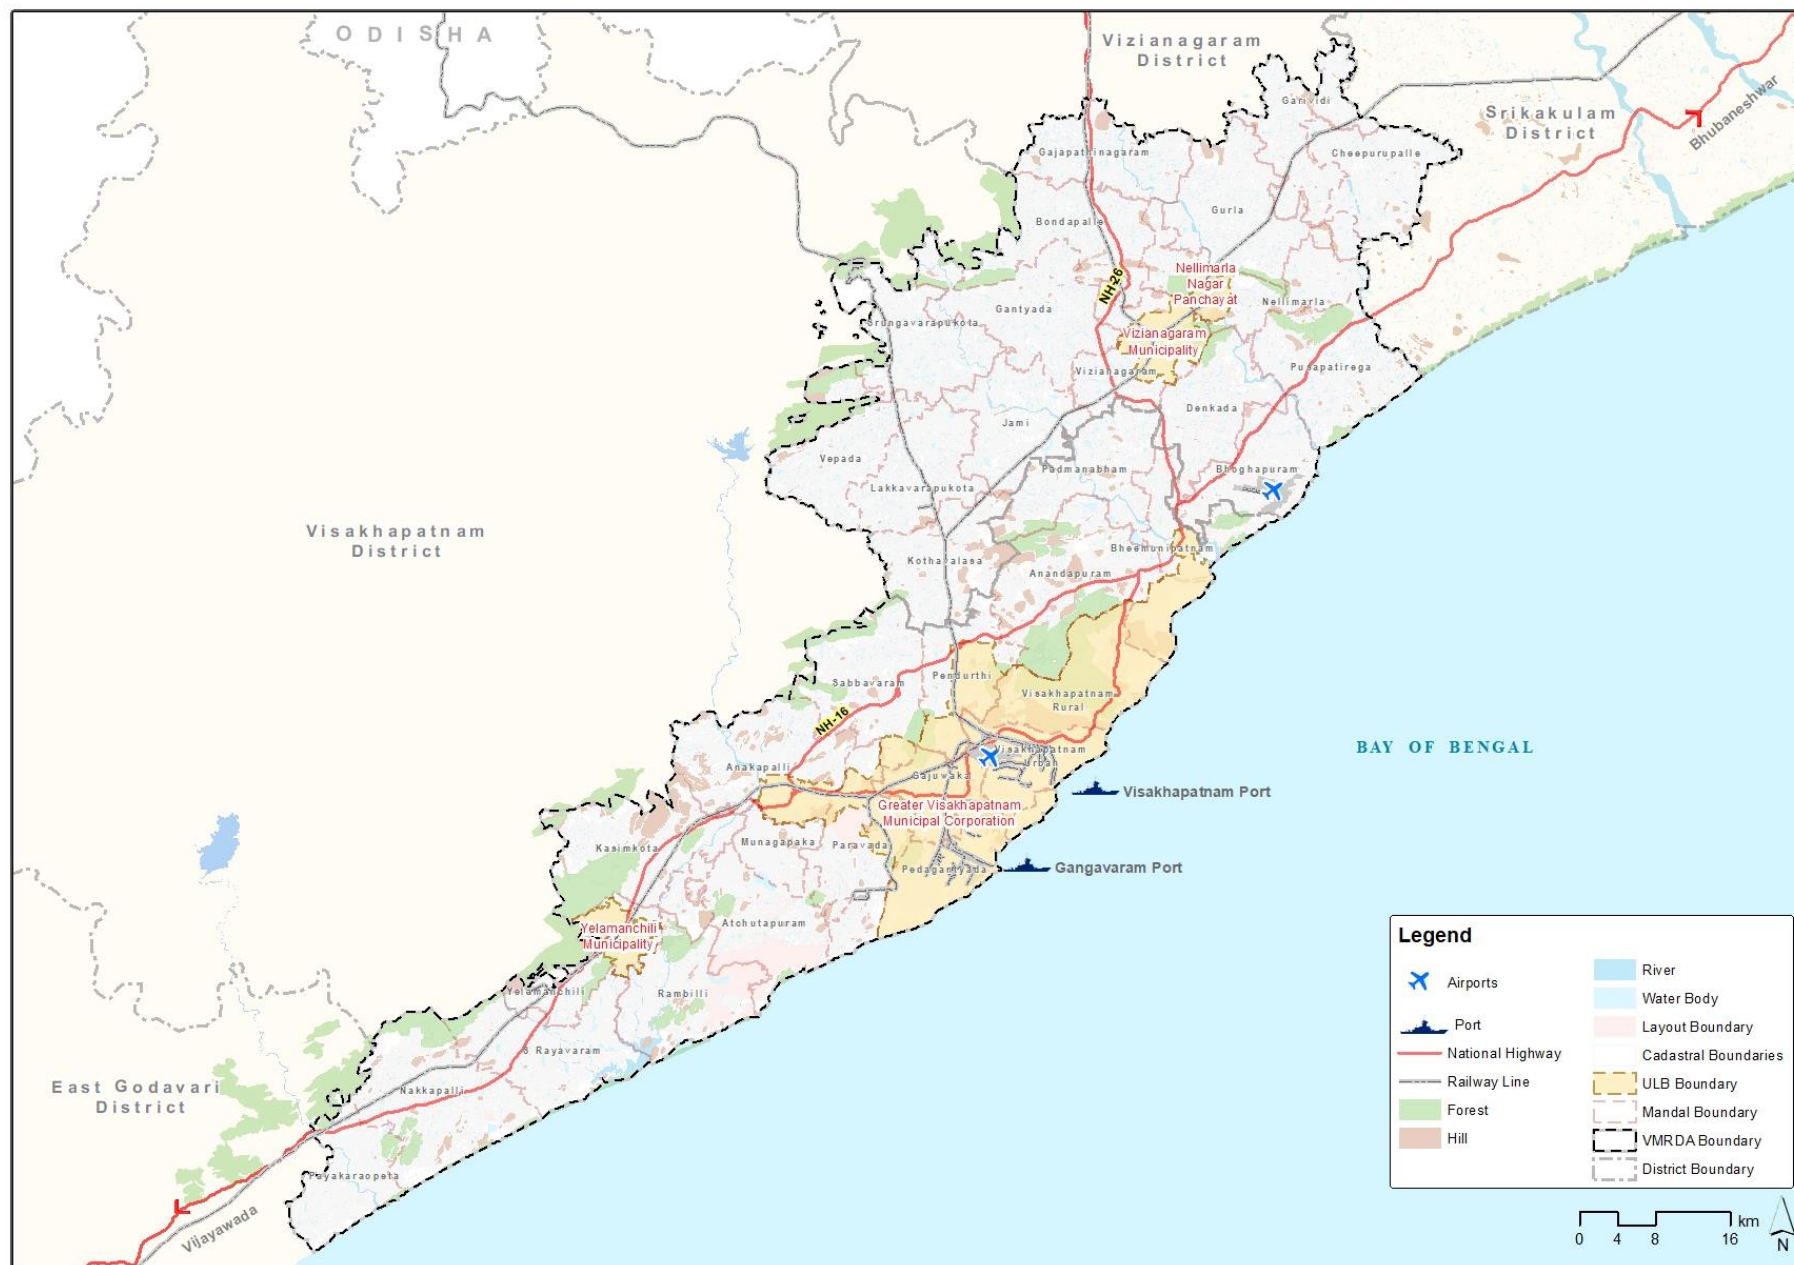 ODISHA
Vizianagaram
District
Srikakulam
District
Bhubaneshwar
Garividi
Gajapathinagaram
Cheepurupalle
Bondapalle
Gurla
NH-26
Nellimarla
Nagar
Panchayat
Nellimarla
Gantyada
Srungavarapukota
Vizianagaram
Municipality
Vizianagaram
Pusapatirega
Denkada
Jami
Vepada
Padmanabham
Bhoghapuram
Lakkavarapukota
Visakhapatnam
District
Bheemunipatnam
Kothavalasa
Anandapuram
Sabbavaram
Pendurthi
Visakhapatnam
Rural
NH-16
Visakhapatnam
Urban
BAY OF BENGAL
Anakapalli
Gajuwaka
Visakhapatnam Port
Greater Visakhapatnam
Municipal Corporation
Kasimkota
Munagapaka
Paravada
Pedagantyada
Gangavaram Port
Yelamanchili
Municipality
Atchutapuram
Yelamanchili
Rambilli
S Rayavaram
East Godavari
District
Nakkapalli
Payakaraopeta
Vijayawada
Legend
Airports
Port
National Highway
Railway Line
Forest
Hill
River
Water Body
Layout Boundary
Cadastral Boundaries
ULB Boundary
Mandal Boundary
VMRDA Boundary
District Boundary
km
0 4 8 16
N